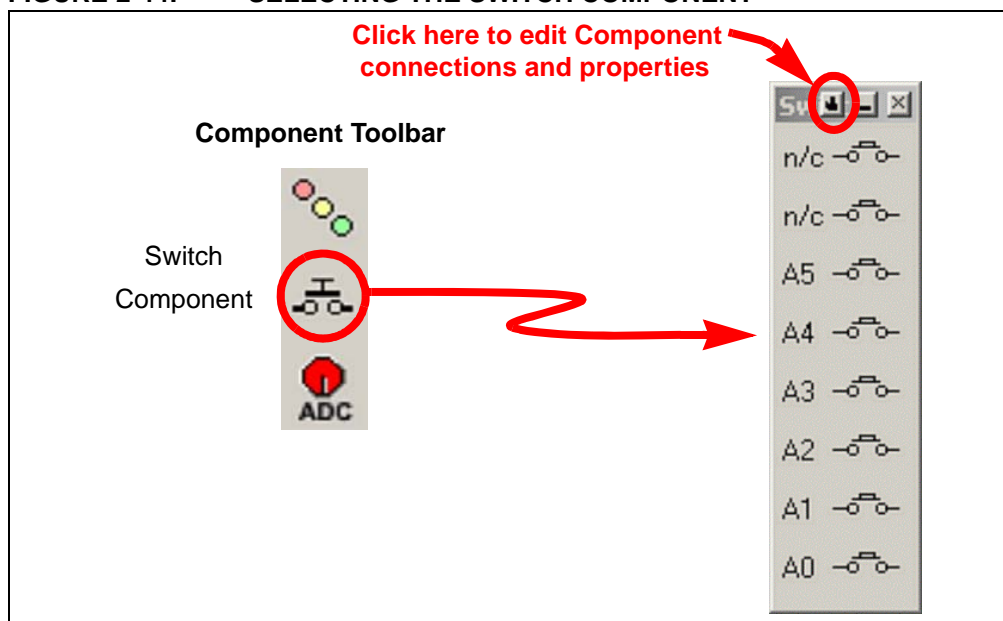 Click here to edit Component
connections and properties
Component Toolbar
Switch
Component
ADC
n/c
n/c
A5
A4
A3
A2
A1
A0